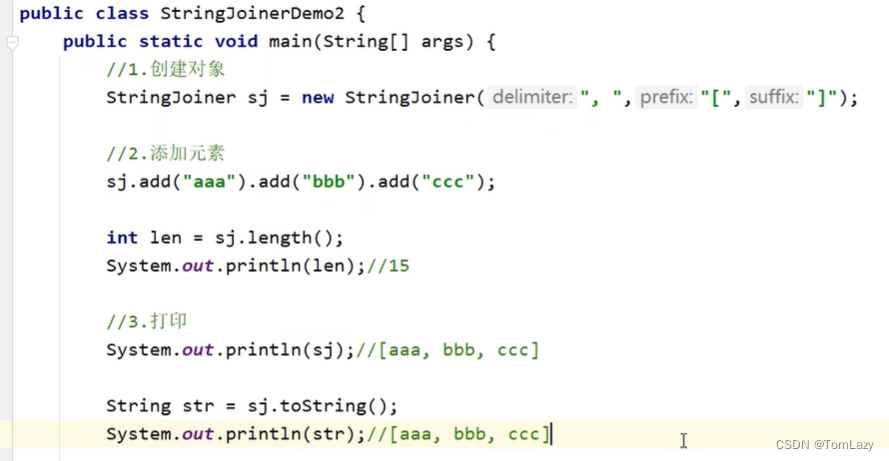 public class StringJoinerDemo2 {
public static void main(String[] args) {
//1.创建对象
StringJoiner sj = new StringJoiner( delimiter: ", ", prefix: "[", suffix: "]");
//2.添加元素
sj.add("aaa").add("bbb").add("ccc");
int len = sj.length();
System.out.println(len);//15
//3.打印
System.out.println(sj);//[aaa, bbb, ccc]
String str = sj.toString();
System.out.println(str);//[aaa, bbb, ccc]
CSDN @TomLazy